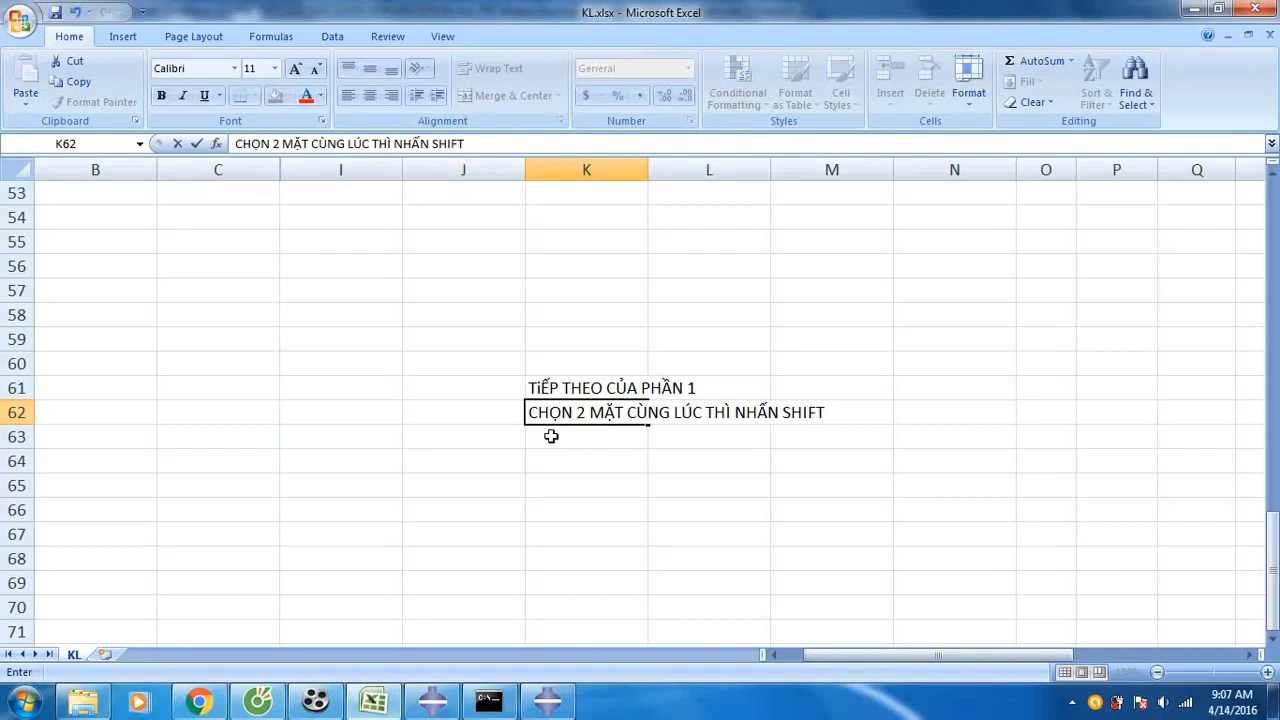 KL.xlsx - Microsoft Excel
Home Insert Page Layout Formulas Data Review View
Paste
Cut
Copy
Format Painter
Clipboard
Calibri 11
B I U
Font
Wrap Text
Merge & Center
Alignment
General
$ % ,
Number
Conditional Formatting
Format as Table
Cell Styles
Styles
Insert Delete Format
Cells
AutoSum
Fill
Clear
Sort & Filter
Find & Select
Editing
K62 fx CHỌN 2 MẶT CÙNG LÚC THÌ NHẤN SHIFT
B C I J K L M N O P Q
53
54
55
56
57
58
59
60
61 TiẾP THEO CỦA PHẦN 1
62 CHỌN 2 MẶT CÙNG LÚC THÌ NHẤN SHIFT
63
64
65
66
67
68
69
70
71
KL
Enter
9:07 AM
4/14/2016